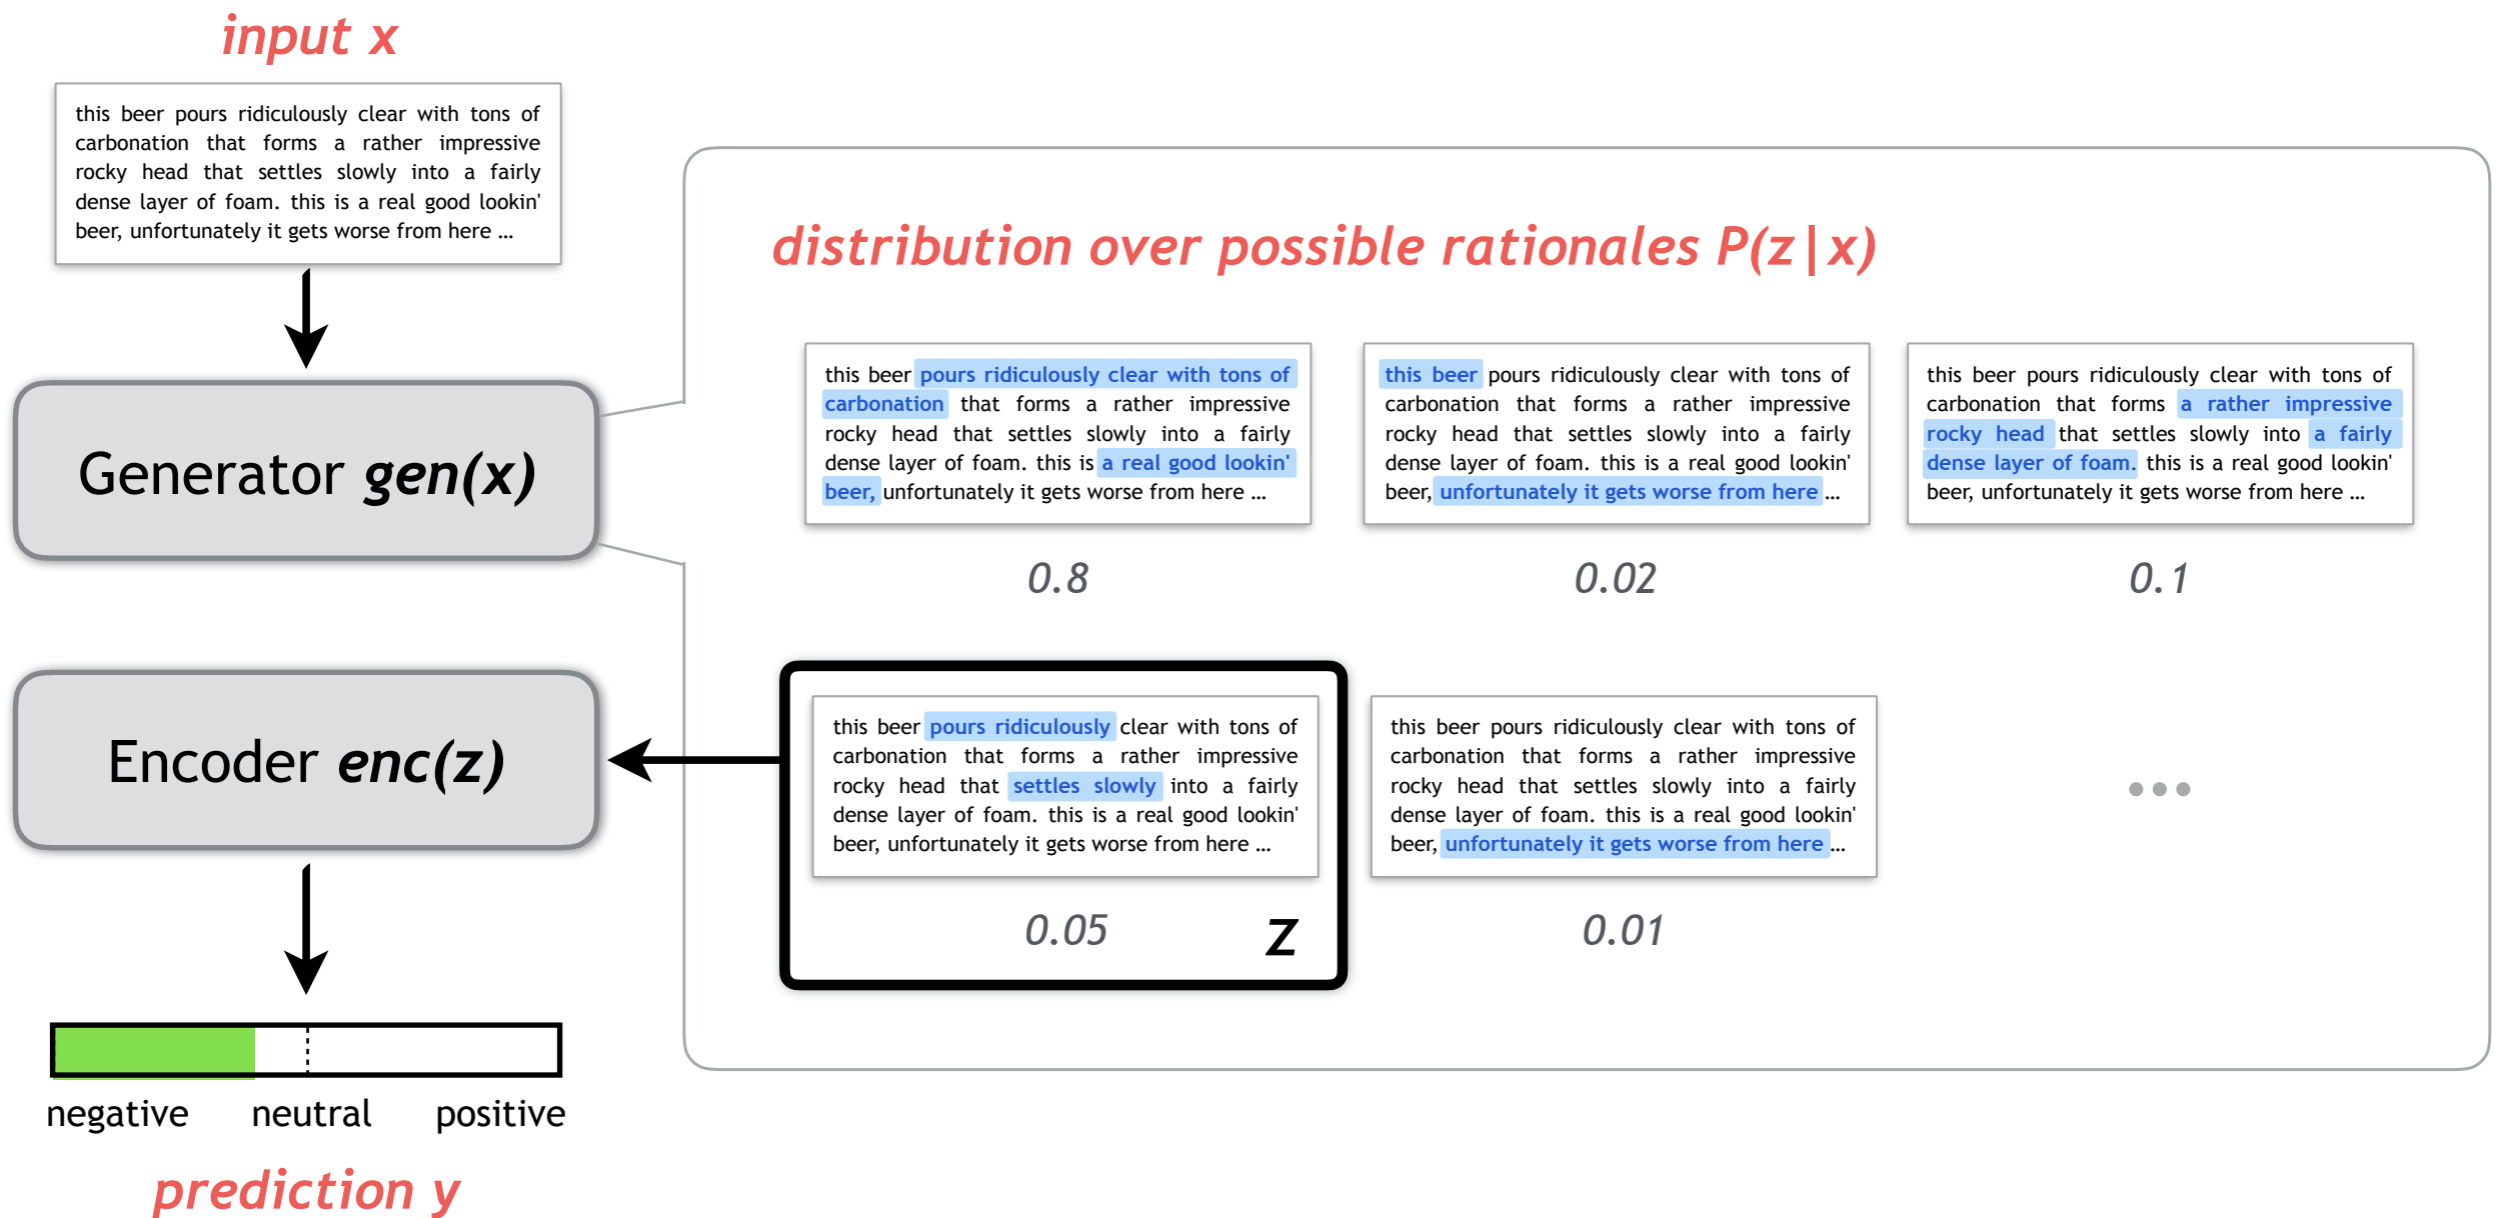 input x
this beer pours ridiculously clear with tons of
carbonation that forms a rather impressive
rocky head that settles slowly into a fairly
dense layer of foam. this is a real good lookin'
beer, unfortunately it gets worse from here ...
Generator gen(x)
Encoder enc(z)
negative neutral positive
prediction y
distribution over possible rationales P(z|x)
this beer pours ridiculously clear with tons of
carbonation that forms a rather impressive
rocky head that settles slowly into a fairly
dense layer of foam. this is a real good lookin'
beer, unfortunately it gets worse from here ...
0.8
this beer pours ridiculously clear with tons of
carbonation that forms a rather impressive
rocky head that settles slowly into a fairly
dense layer of foam. this is a real good lookin'
beer, unfortunately it gets worse from here ...
0.02
this beer pours ridiculously clear with tons of
carbonation that forms a rather impressive
rocky head that settles slowly into a fairly
dense layer of foam. this is a real good lookin'
beer, unfortunately it gets worse from here ...
0.1
this beer pours ridiculously clear with tons of
carbonation that forms a rather impressive
rocky head that settles slowly into a fairly
dense layer of foam. this is a real good lookin'
beer, unfortunately it gets worse from here ...
0.05 z
this beer pours ridiculously clear with tons of
carbonation that forms a rather impressive
rocky head that settles slowly into a fairly
dense layer of foam. this is a real good lookin'
beer, unfortunately it gets worse from here ...
0.01
...